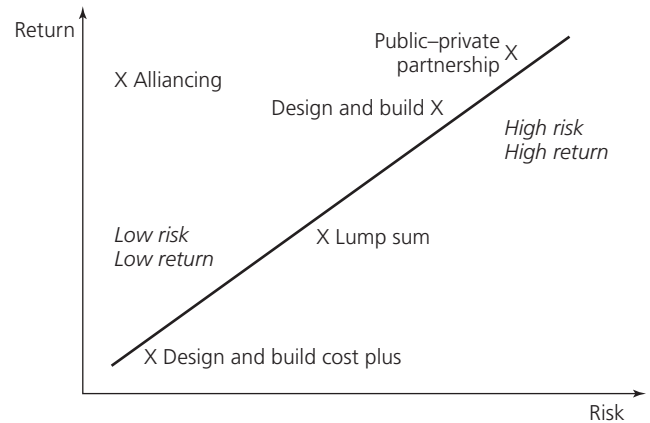 Return
Public–private
partnership X
X Alliancing
Design and build X
High risk
High return
Low risk
Low return
X Lump sum
X Design and build cost plus
Risk